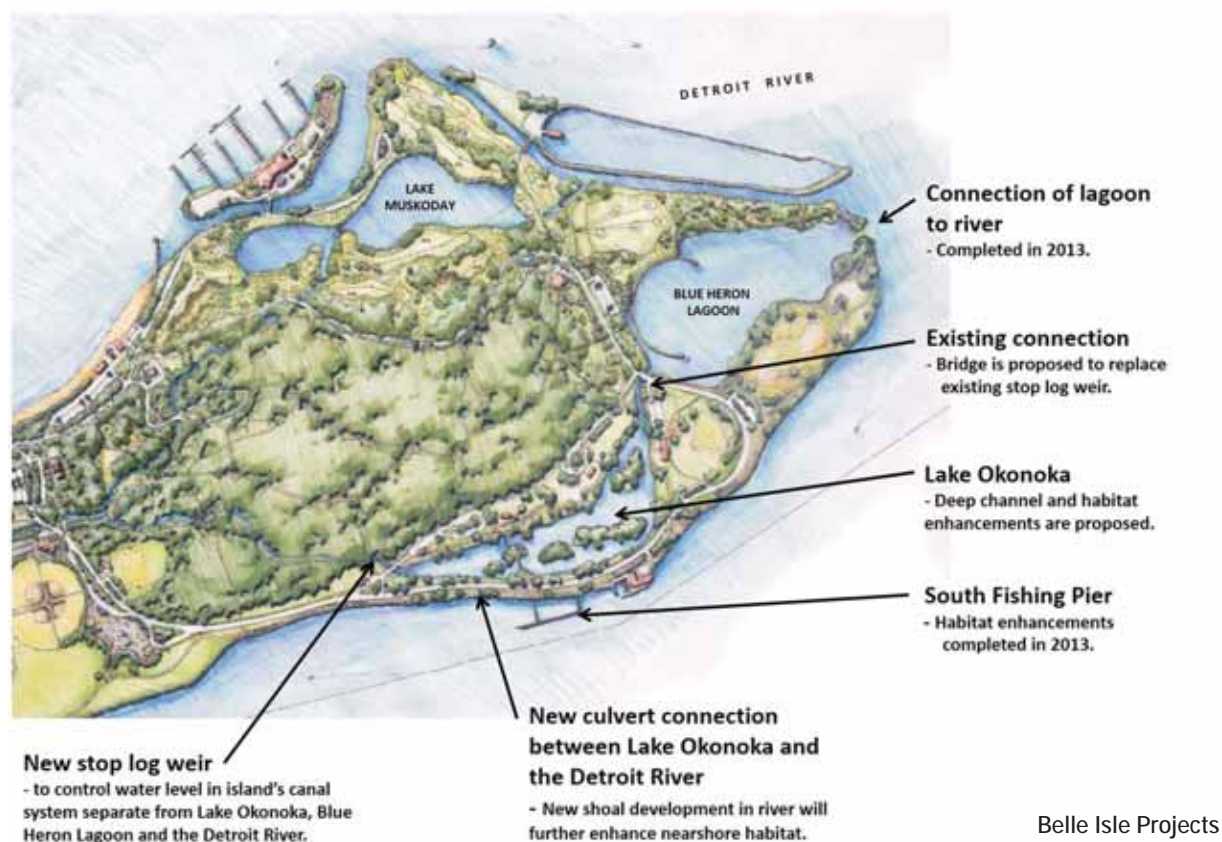 DETROIT RIVER
LAKE
MUSKODAY
BLUE HERON
LAGOON
Connection of lagoon
to river
- Completed in 2013.
Existing connection
- Bridge is proposed to replace
existing stop log weir.
Lake Okonoka
- Deep channel and habitat
enhancements are proposed.
South Fishing Pier
- Habitat enhancements
completed in 2013.
New culvert connection
between Lake Okonoka and
the Detroit River
- New shoal development in river will
further enhance nearshore habitat.
New stop log weir
- to control water level in island's canal
system separate from Lake Okonoka, Blue
Heron Lagoon and the Detroit River.
Belle Isle Projects